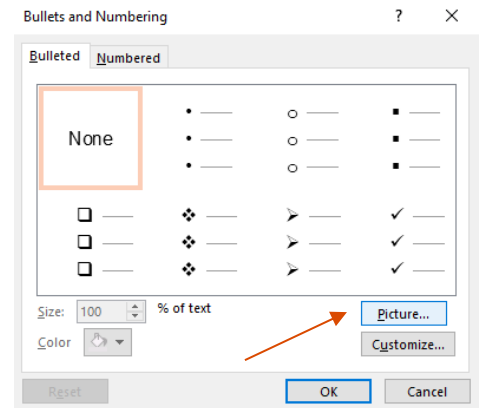 Bullets and Numbering ? ×
Bulleted Numbered
None
Size: 100 % of text Picture...
Color Customize...
Reset OK Cancel